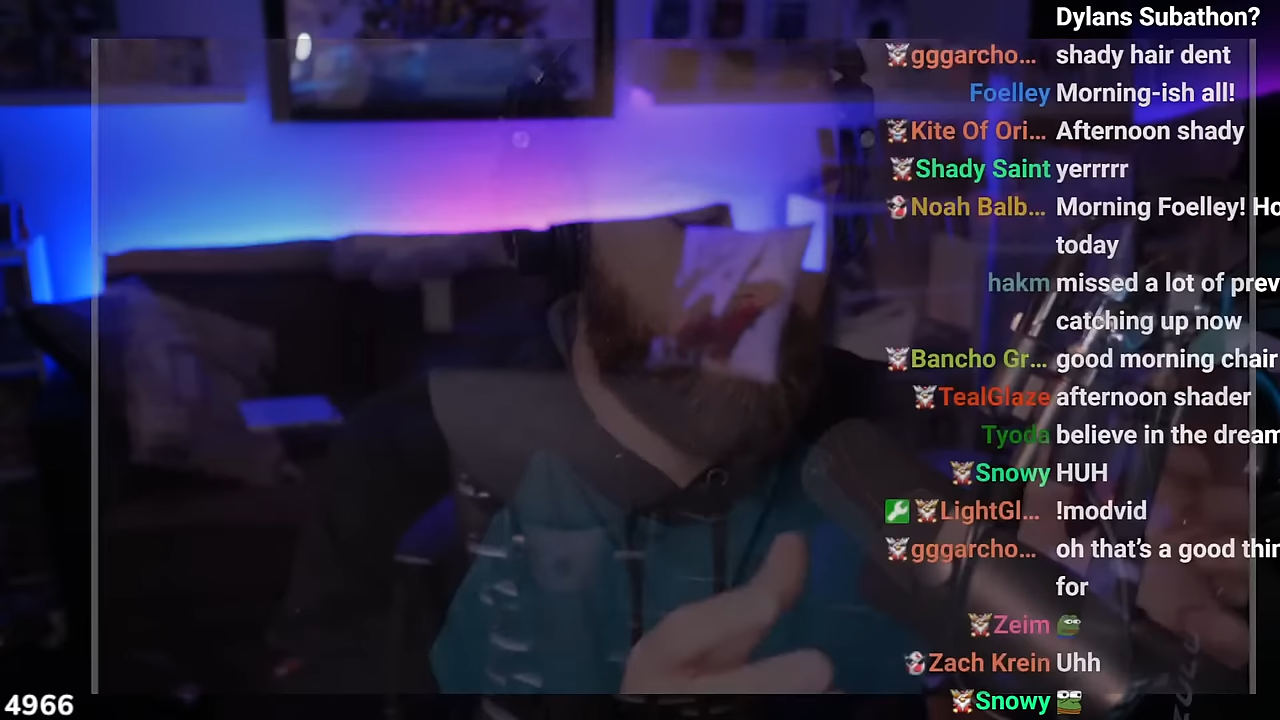 Dylans Subathon?
gggarcho... shady hair dent
Foelley Morning-ish all!
Kite Of Ori... Afternoon shady
Shady Saint yerrrrr
Noah Balb... Morning Foelley! Ho
today
hakm missed a lot of prev
catching up now
Bancho Gr... good morning chair
TealGlaze afternoon shader
Tyoda believe in the dream
Snowy HUH
LightGl... !modvid
gggarcho... oh that’s a good thin
for
Zeim
Zach Krein Uhh
Snowy
4966